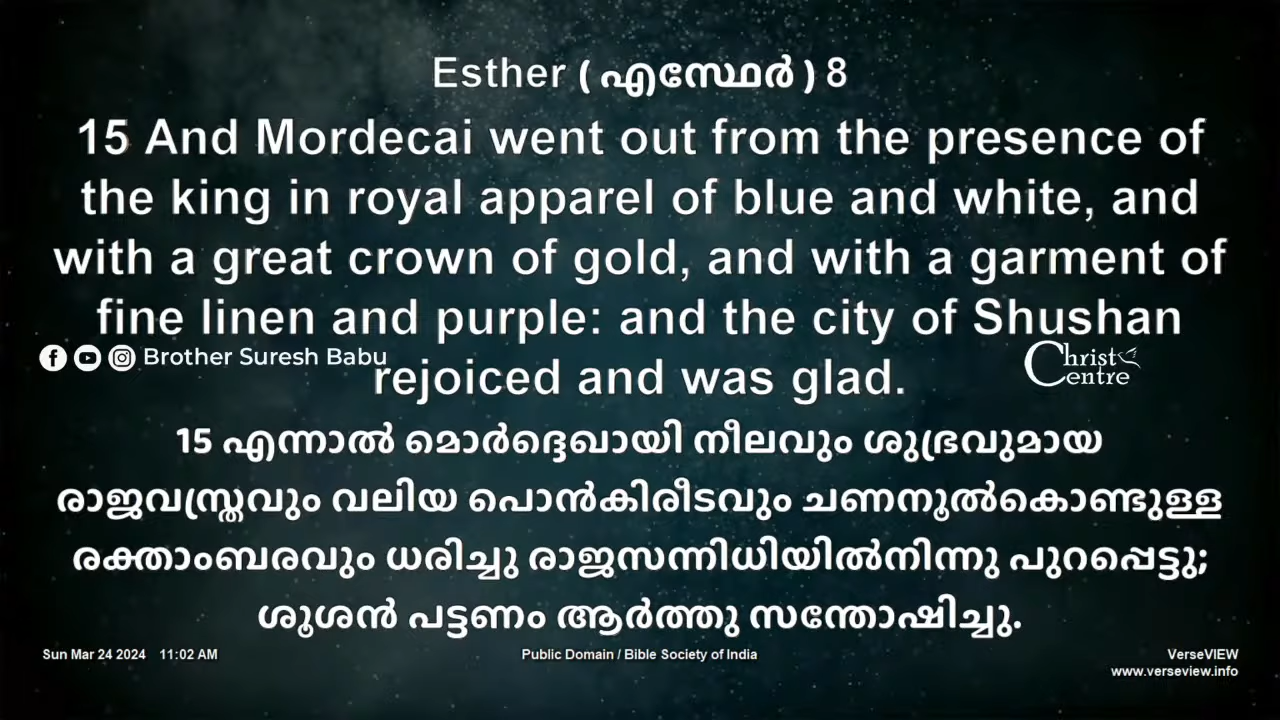 Esther ( എസ്ഥേർ ) 8
15 And Mordecai went out from the presence of
the king in royal apparel of blue and white, and
with a great crown of gold, and with a garment of
fine linen and purple: and the city of Shushan
Brother Suresh Babu
Christ Centre
rejoiced and was glad.
15 എന്നാൽ മൊർദ്ദെഖായി നീലവും ശുഭ്രവുമായ
രാജവസ്ത്രവും വലിയ പൊൻകിരീടവും ചണനൂൽകൊണ്ടുള്ള
രക്താംബരവും ധരിച്ചു രാജസന്നിധിയിൽനിന്നു പുറപ്പെട്ടു;
ശൂശൻ പട്ടണം ആർത്തു സന്തോഷിച്ചു.
Sun Mar 24 2024 11:02 AM
Public Domain / Bible Society of India
VerseVIEW
www.verseview.info